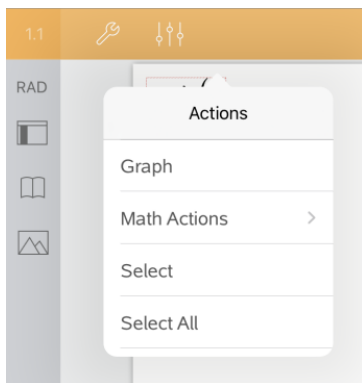 1.1
RAD
Actions
Graph
Math Actions
Select
Select All